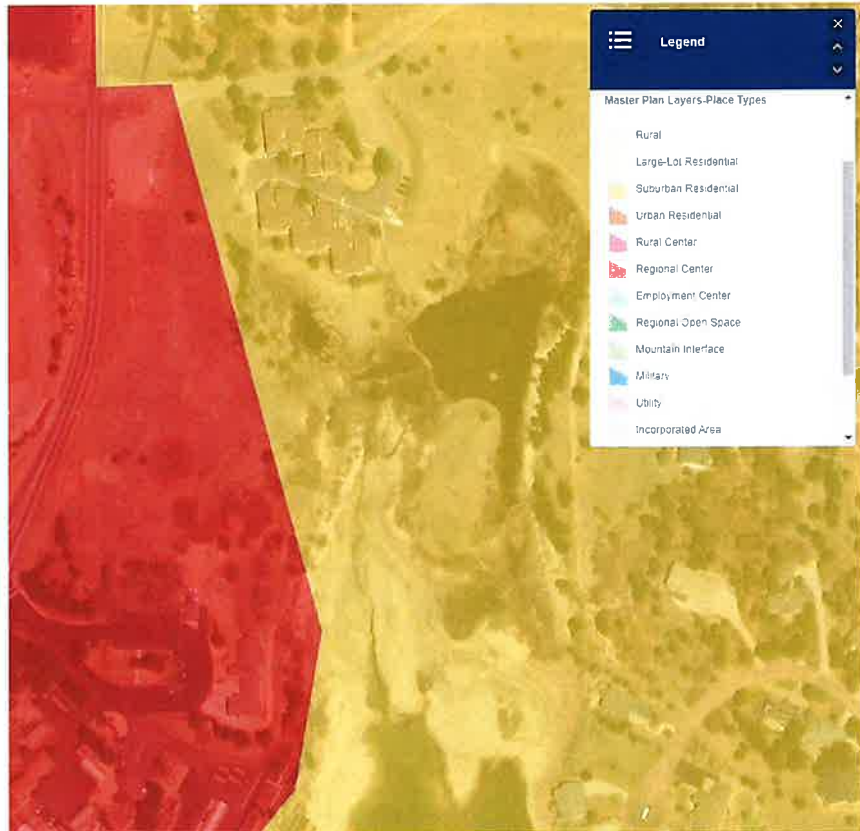 Legend
Master Plan Layers-Place Types
Rural
Large-Lot Residential
Suburban Residential
Urban Residential
Rural Center
Regional Center
Employment Center
Regional Open Space
Mountain Interface
Military
Utility
Incorporated Area